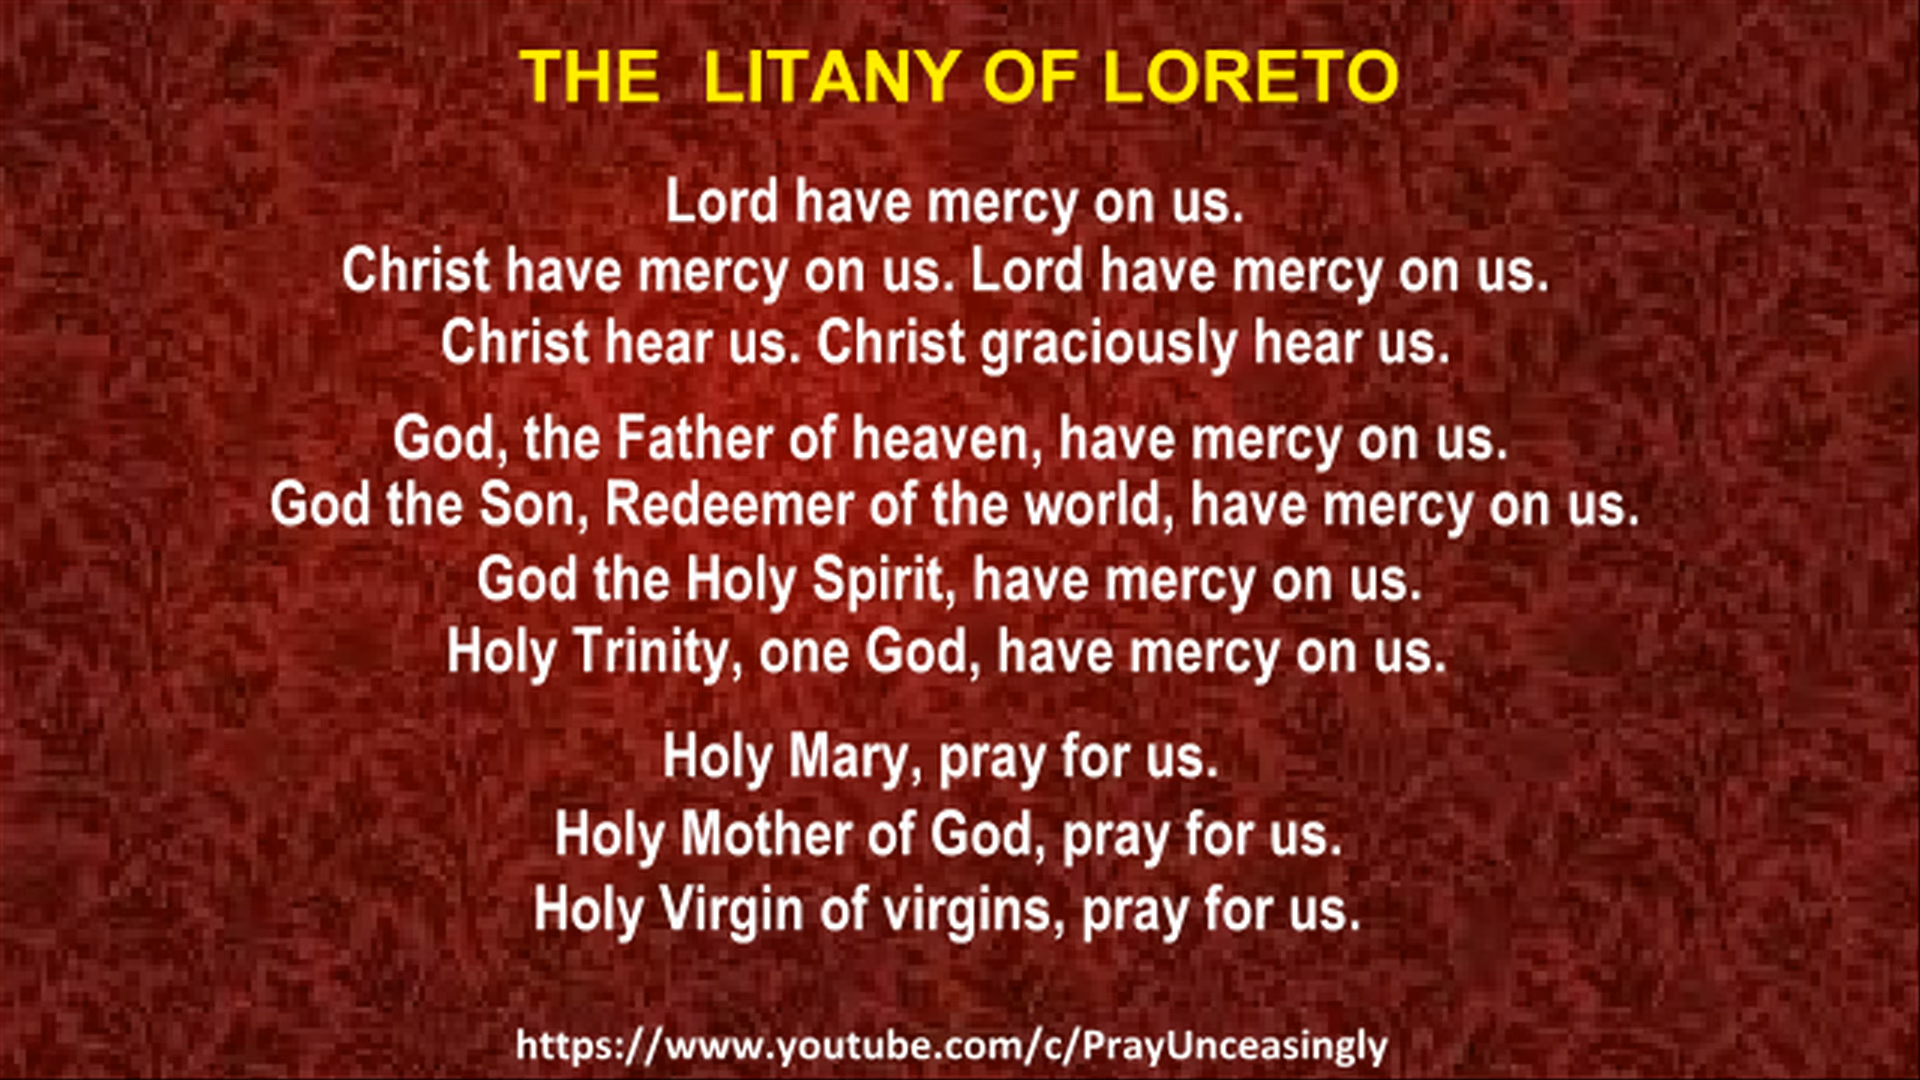 THE LITANY OF LORETO
Lord have mercy on us.
Christ have mercy on us. Lord have mercy on us.
Christ hear us. Christ graciously hear us.
God, the Father of heaven, have mercy on us.
God the Son, Redeemer of the world, have mercy on us.
God the Holy Spirit, have mercy on us.
Holy Trinity, one God, have mercy on us.
Holy Mary, pray for us.
Holy Mother of God, pray for us.
Holy Virgin of virgins, pray for us.
https://www.youtube.com/c/PrayUnceasingly